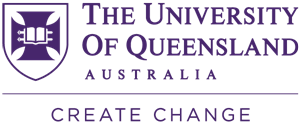 THE UNIVERSITY
OF QUEENSLAND
AUSTRALIA
CREATE CHANGE